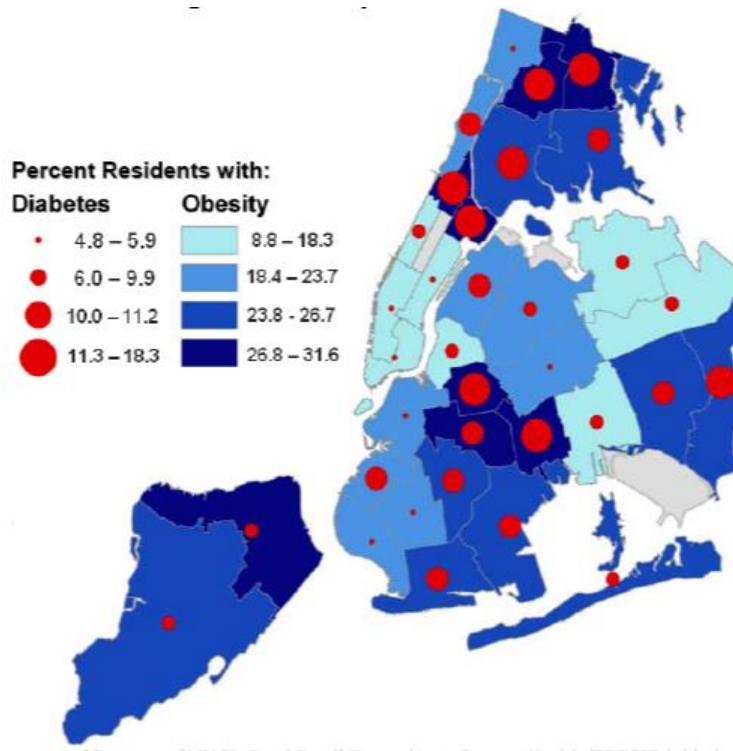 Percent Residents with:
Diabetes Obesity
4.8 – 5.9 8.8 – 18.3
6.0 – 9.9 18.4 – 23.7
10.0 – 11.2 23.8 - 26.7
11.3 – 18.3 26.8 – 31.6